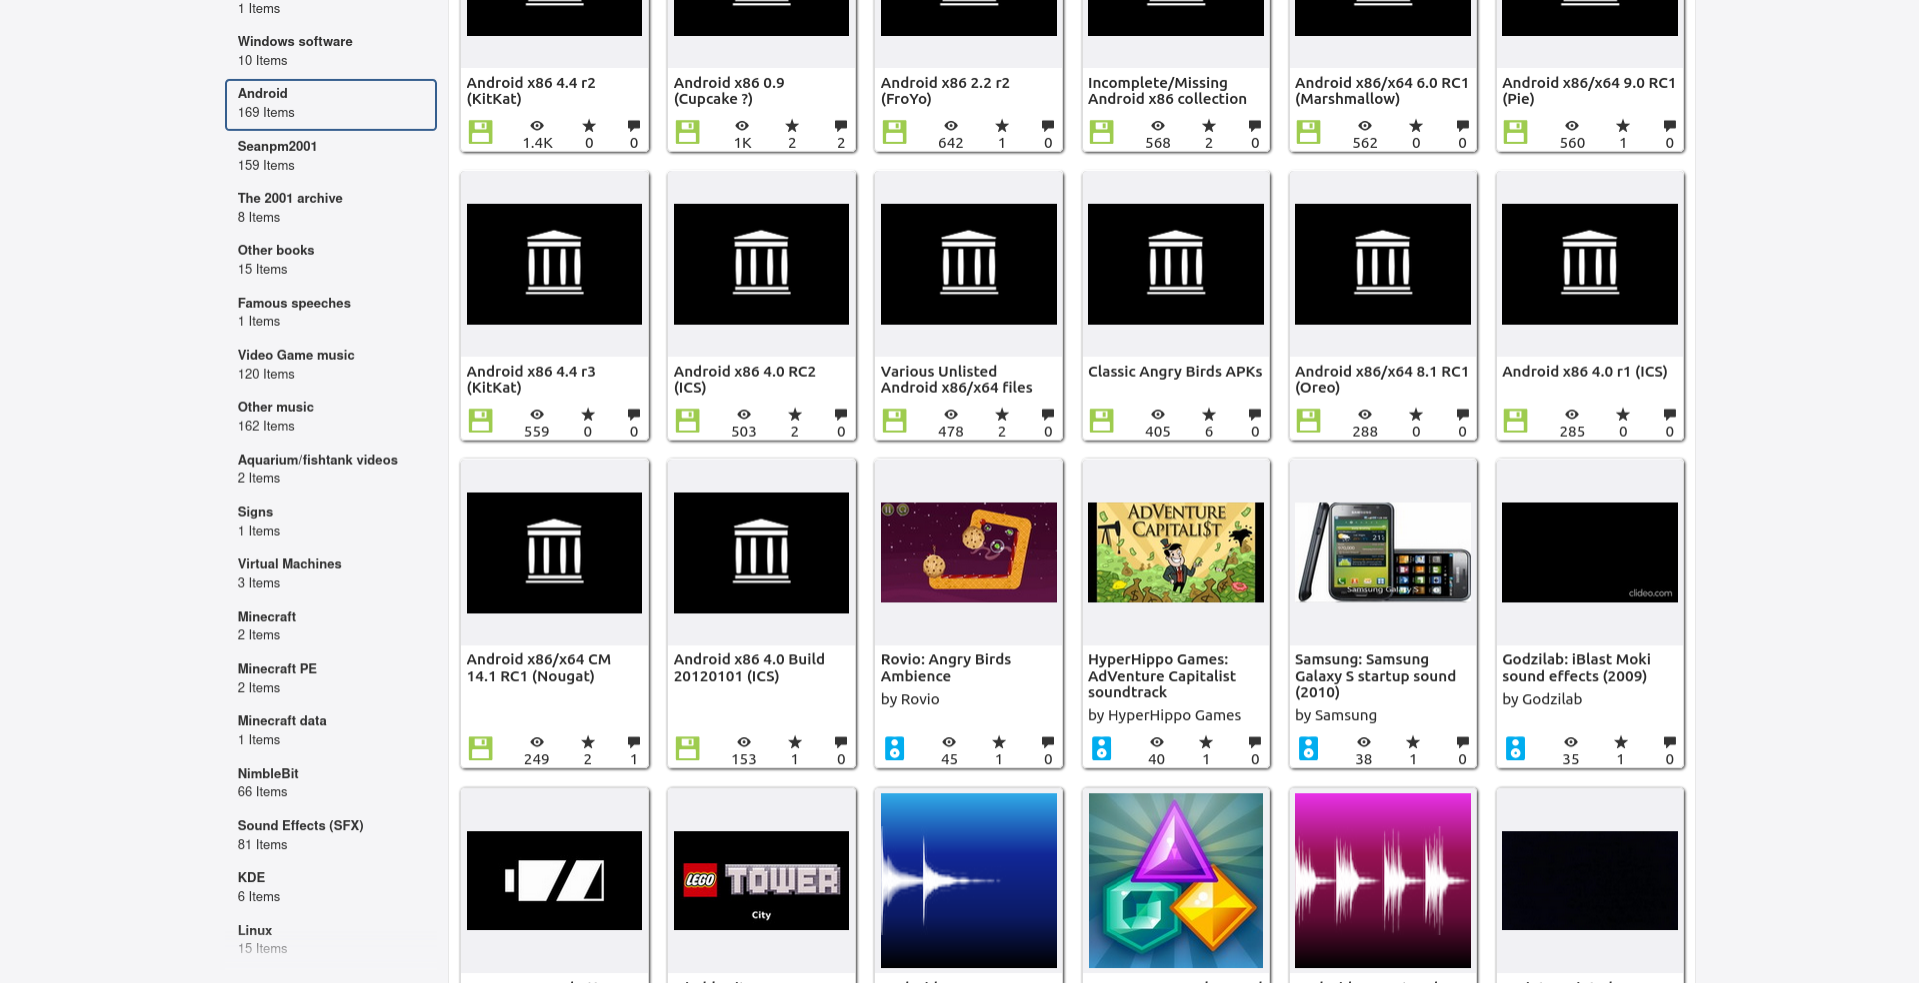 1 Items
Windows software
10 Items
Android
169 Items
Seanpm2001
159 Items
The 2001 archive
8 Items
Other books
15 Items
Famous speeches
1 Items
Video Game music
120 Items
Other music
162 Items
Aquarium/fishtank videos
2 Items
Signs
1 Items
Virtual Machines
3 Items
Minecraft
2 Items
Minecraft PE
2 Items
Minecraft data
1 Items
NimbleBit
66 Items
Sound Effects (SFX)
81 Items
KDE
6 Items
Linux
15 Items
Android x86 4.4 r2
(KitKat)
1.4K 0 0
Android x86 0.9
(Cupcake ?)
1K 2 2
Android x86 2.2 r2
(FroYo)
642 1 0
Incomplete/Missing
Android x86 collection
568 2 0
Android x86/x64 6.0 RC1
(Marshmallow)
562 0 0
Android x86/x64 9.0 RC1
(Pie)
560 1 0
Android x86 4.4 r3
(KitKat)
559 0 0
Android x86 4.0 RC2
(ICS)
503 2 0
Various Unlisted
Android x86/x64 files
478 2 0
Classic Angry Birds APKs
405 6 0
Android x86/x64 8.1 RC1
(Oreo)
288 0 0
Android x86 4.0 r1 (ICS)
285 0 0
Android x86/x64 CM
14.1 RC1 (Nougat)
249 2 1
Android x86 4.0 Build
20120101 (ICS)
153 1 0
Rovio: Angry Birds
Ambience
by Rovio
45 1 0
ADVENTURE
CAPITALI$T
HyperHippo Games:
AdVenture Capitalist
soundtrack
by HyperHippo Games
40 1 0
Samsung Galaxy S
Samsung: Samsung
Galaxy S startup sound
(2010)
by Samsung
38 1 0
clideo.com
Godzilab: iBlast Moki
sound effects (2009)
by Godzilab
35 1 0
LEGO TOWER
City